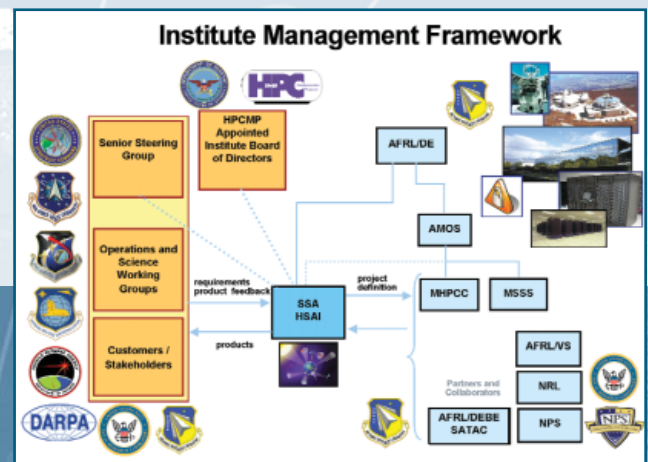 Institute Management Framework
HPC
Senior Steering
Group
HPCMP
Appointed
Institute Board
of Directors
AFRL/DE
AMOS
Operations and
Science
Working
Groups
requirements
product feedback
SSA
HSAI
project
definition
MHPCC
MSSS
products
Customers /
Stakeholders
AFRL/VS
Partners and
Collaborators
NRL
AFRL/DEBE
SATAC
NPS
DARPA
NPS